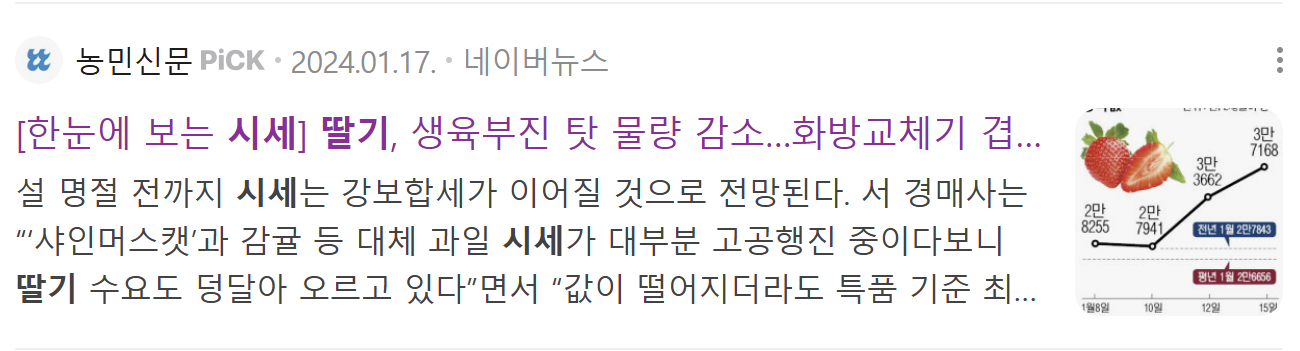 농민신문 PiCK · 2024.01.17. · 네이버뉴스
[한눈에 보는 시세] 딸기, 생육부진 탓 물량 감소...화방교체기 겹...
설 명절 전까지 시세는 강보합세가 이어질 것으로 전망된다. 서 경매사는
“‘샤인머스캣’과 감귤 등 대체 과일 시세가 대부분 고공행진 중이다보니
딸기 수요도 덩달아 오르고 있다”면서 “값이 떨어지더라도 특품 기준 최...
3만
7168
3만
3662
2만
8255
2만
7941
전년 1월 2만7843
평년 1월 2만6656
1월8일 10일 12일 15일